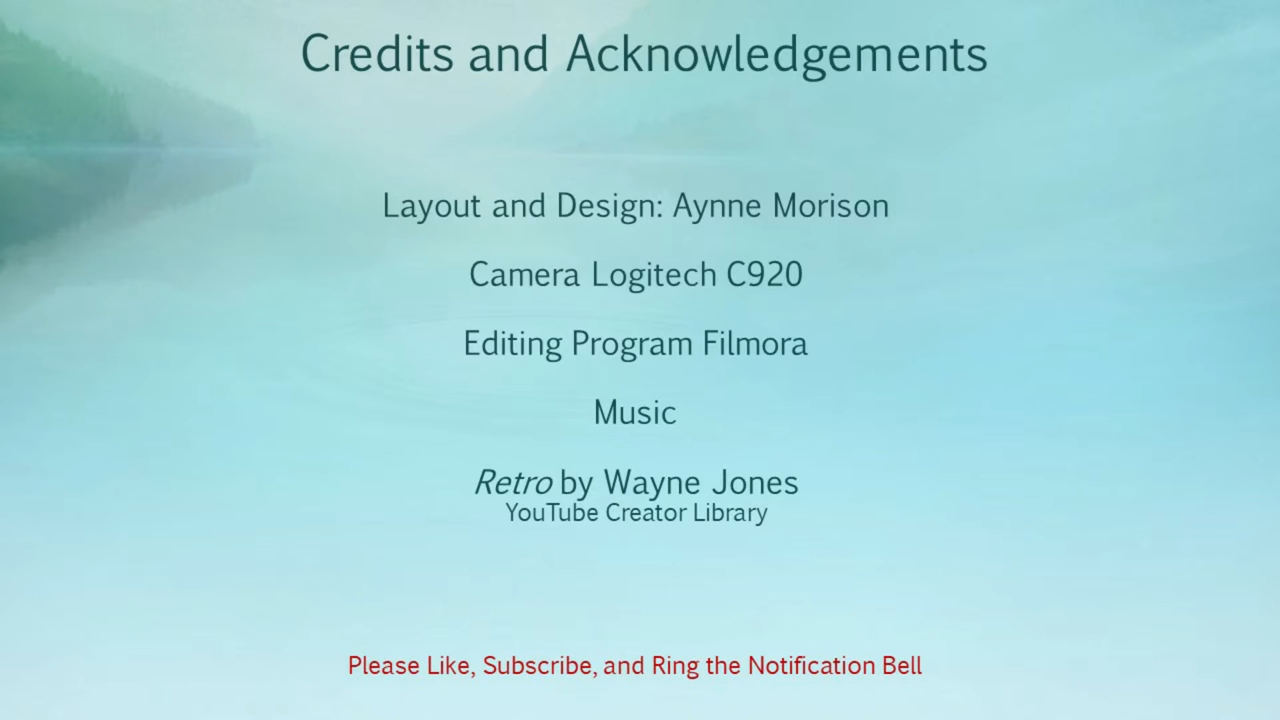 Credits and Acknowledgements
Layout and Design: Aynne Morison
Camera Logitech C920
Editing Program Filmora
Music
Retro by Wayne Jones
YouTube Creator Library
Please Like, Subscribe, and Ring the Notification Bell